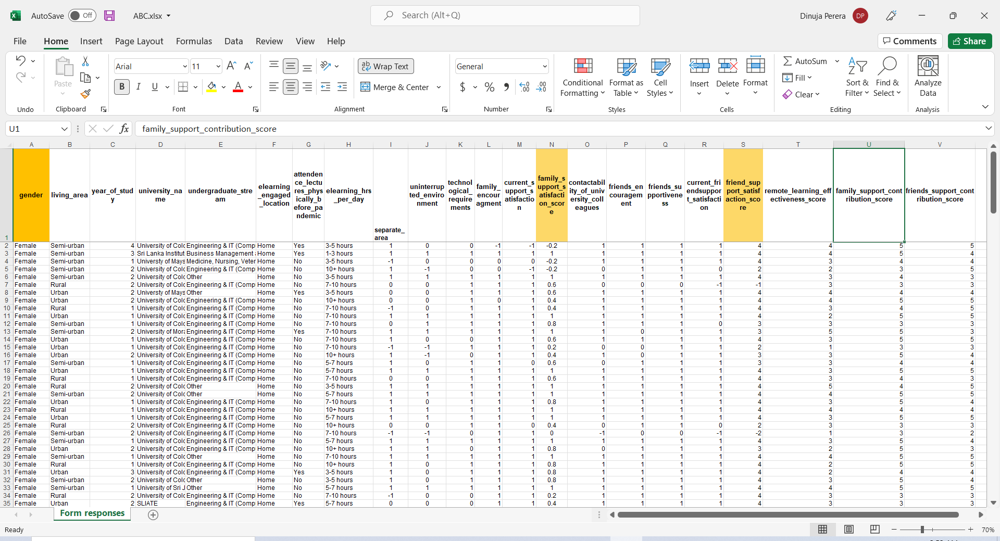 AutoSave Off ABC.xlsx Search (Alt+Q) Dinuja Perera DP
File Home Insert Page Layout Formulas Data Review View Help Comments Share
Paste
Arial 11
B I U
Wrap Text
Merge & Center
General
$ %
Conditional Formatting
Format as Table
Cell Styles
Insert Delete Format
AutoSum
Fill
Clear
Sort & Filter
Find & Select
Analyze Data
Undo Clipboard Font Alignment Number Styles Cells Editing Analysis
U1 fx family_support_contribution_score
A B C D E F G H I J K L M N O P Q R S T U V
1 gender living_area year_of_study university_name undergraduate_stream elearning_engaged_location attendence_lectures_physically_before_pandemic elearning_hrs_per_day separate_area uninterrupted_environment technological_requirements family_encouragment current_support_satisfaction family_support_satisfaction_score contactability_of_university_colleagues friends_encouragement friends_supportiveness current_friendsupport_satisfaction friend_support_satisfaction_score remote_learning_effectiveness_score family_support_contribution_score friends_support_contribution_score
2 Female Semi-urban 4 University of Colo Engineering & IT (Comp Home Yes 3-5 hours 1 0 0 -1 -1 -0.2 1 1 1 1 4 4 5 5
3 Female Semi-urban 3 Sri Lanka Institut Business Management Home Yes 1-3 hours 1 1 1 1 1 1 1 1 1 1 4 4 5 4
4 Female Semi-urban 1 Universty of Mays Medicine, Nursing, Veter Home No 3-5 hours -1 0 0 0 0 -0.2 1 1 1 1 4 3 4 4
5 Female Semi-urban 2 University of Colo Engineering & IT (Comp Home No 10+ hours 1 -1 0 0 -1 -0.2 0 1 1 0 2 2 3 5
6 Female Semi-urban 2 University of Colo Other Home No 3-5 hours 1 1 1 1 1 1 1 1 1 1 4 3 4 3
7 Female Rural 2 University of Colo Engineering & IT (Comp Home No 7-10 hours 0 0 1 1 1 0.6 0 0 0 -1 -1 3 3 3
8 Female Urban 2 Universty of Mays Other Home Yes 3-5 hours 0 0 1 1 1 0.6 1 1 1 1 4 4 4 4
9 Female Urban 2 University of Colo Engineering & IT (Comp Home No 10+ hours 0 0 1 0 1 0.4 1 1 1 1 4 4 5 5
10 Female Rural 1 University of Colo Engineering & IT (Comp Home No 7-10 hours -1 0 1 1 1 0.4 1 1 1 1 4 3 4 5
11 Female Urban 1 University of Colo Engineering & IT (Comp Home No 7-10 hours 1 1 1 1 1 1 1 1 1 1 4 2 5 5
12 Female Semi-urban 1 University of Colo Engineering & IT (Comp Home No 7-10 hours 0 1 1 1 1 0.8 1 1 1 0 3 3 3 3
13 Female Semi-urban 2 University of Mora Engineering & IT (Comp Home Yes 7-10 hours 1 1 1 1 1 1 1 0 1 1 3 5 5 3
14 Female Urban 1 University of Colo Engineering & IT (Comp Home No 7-10 hours 1 0 0 1 1 0.6 1 1 1 1 4 3 5 5
15 Female Urban 1 University of Colo Engineering & IT (Comp Home No 7-10 hours -1 -1 1 1 1 0.2 0 0 1 1 2 1 3 3
16 Female Urban 2 University of Colo Engineering & IT (Comp Home No 10+ hours 1 -1 0 1 1 0.4 1 0 1 1 3 3 5 4
17 Female Semi-urban 1 University of Colo Engineering & IT (Comp Home No 5-7 hours 1 0 1 1 0 0.6 0 1 1 1 3 3 4 4
18 Female Urban 1 University of Colo Engineering & IT (Comp Home No 5-7 hours 1 1 1 1 1 1 1 1 1 1 4 3 5 5
19 Female Rural 1 University of Colo Engineering & IT (Comp Home No 7-10 hours 0 0 1 1 1 0.6 1 1 1 1 4 3 4 3
20 Female Rural 2 University of Colo Other Home No 3-5 hours 1 1 1 1 1 1 1 1 1 1 4 5 4 5
21 Female Semi-urban 2 University of Colo Other Home No 5-7 hours 1 1 1 1 1 1 1 1 1 1 4 4 5 5
22 Female Urban 1 University of Colo Engineering & IT (Comp Home No 7-10 hours 1 0 1 1 1 0.8 1 1 1 1 4 3 5 4
23 Female Rural 1 University of Colo Engineering & IT (Comp Home No 10+ hours 1 1 1 1 1 1 1 1 1 1 4 4 4 4
24 Female Urban 1 University of Colo Engineering & IT (Comp Home No 5-7 hours 1 1 1 1 1 1 1 1 1 1 4 3 5 5
25 Female Rural 2 University of Colo Engineering & IT (Comp Home No 10+ hours 0 0 1 1 0 0.4 0 1 1 0 2 3 3 3
26 Female Semi-urban 2 University of Colo Engineering & IT (Comp Home No 7-10 hours -1 -1 0 1 1 0 -1 0 0 -1 -2 1 3 2
27 Female Semi-urban 1 University of Colo Engineering & IT (Comp Home No 5-7 hours 1 1 1 1 1 1 1 1 1 1 4 3 5 4
28 Female Urban 2 University of Colo Engineering & IT (Comp Home No 10+ hours 1 1 0 1 1 0.8 0 1 1 1 3 2 5 3
29 Female Semi-urban 1 University of Colo Other Home No 7-10 hours 1 1 1 1 1 1 1 1 1 1 4 4 5 5
30 Female Rural 1 University of Colo Engineering & IT (Comp Home No 10+ hours 1 0 1 1 1 0.8 1 1 1 1 4 2 5 5
31 Female Urban 3 University of Colo Engineering & IT (Comp Home Yes 3-5 hours 1 0 1 1 1 0.8 1 1 1 1 4 2 4 4
32 Female Semi-urban 2 University of Colo Other Home No 3-5 hours 1 0 1 1 1 0.8 1 1 1 1 4 3 5 4
33 Female Semi-urban 1 University of Sri J Other Home No 5-7 hours 1 1 1 1 1 1 1 1 1 1 4 4 5 5
34 Female Rural 2 University of Colo Engineering & IT (Comp Home No 7-10 hours -1 0 0 1 1 0.2 1 1 1 1 4 3 3 3
35 Female Urban 2 SLIATE Engineering & IT (Comp Home Yes 5-7 hours 0 0 0 1 1 0.4 1 1 1 1 4 3 3 3
Form responses
Ready 70%